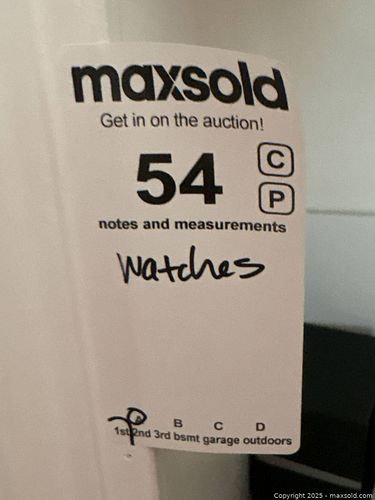 maxsold
Get in on the auction!
54
C
P
notes and measurements
Watches
A B C D
1st 2nd 3rd bsmt garage outdoors
Copyright 2025 - maxsold.com